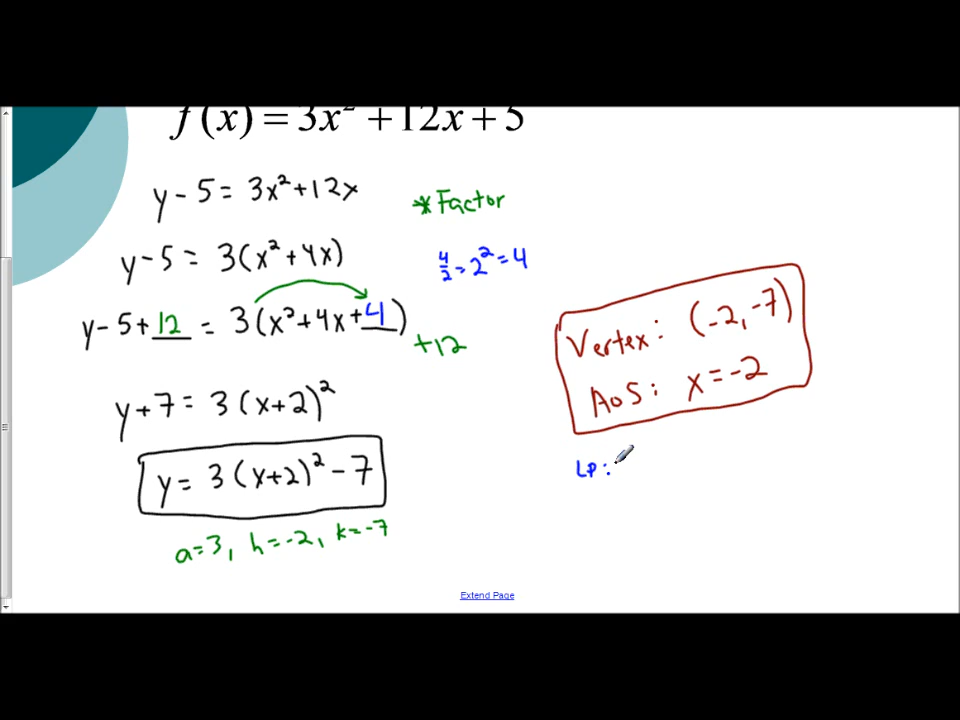 f(x) = 3x² + 12x + 5
y - 5 = 3x² + 12x
*Factor
y - 5 = 3(x² + 4x)
4/2 = 2² = 4
y - 5 + 12 = 3(x² + 4x + 4)
+12
y + 7 = 3(x+2)²
y = 3(x+2)² - 7
a=3, h=-2, k=-7
Vertex: (-2, -7)
AoS: x = -2
LP:
Extend Page